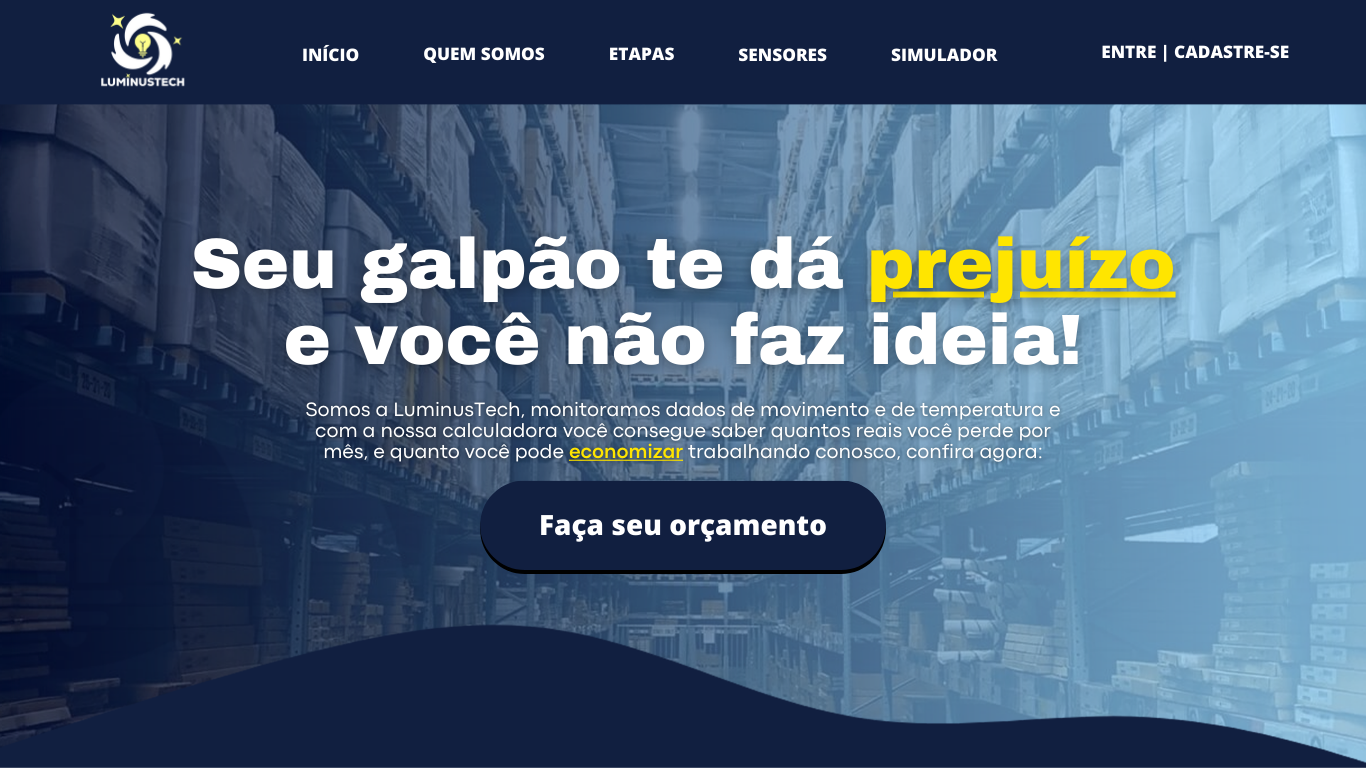 LUMINUSTECH
INÍCIO
QUEM SOMOS
ETAPAS
SENSORES
SIMULADOR
ENTRE | CADASTRE-SE
Seu galpão te dá prejuízo
e você não faz ideia!
Somos a LuminusTech, monitoramos dados de movimento e de temperatura e
com a nossa calculadora você consegue saber quantos reais você perde por
mês, e quanto você pode economizar trabalhando conosco, confira agora:
Faça seu orçamento